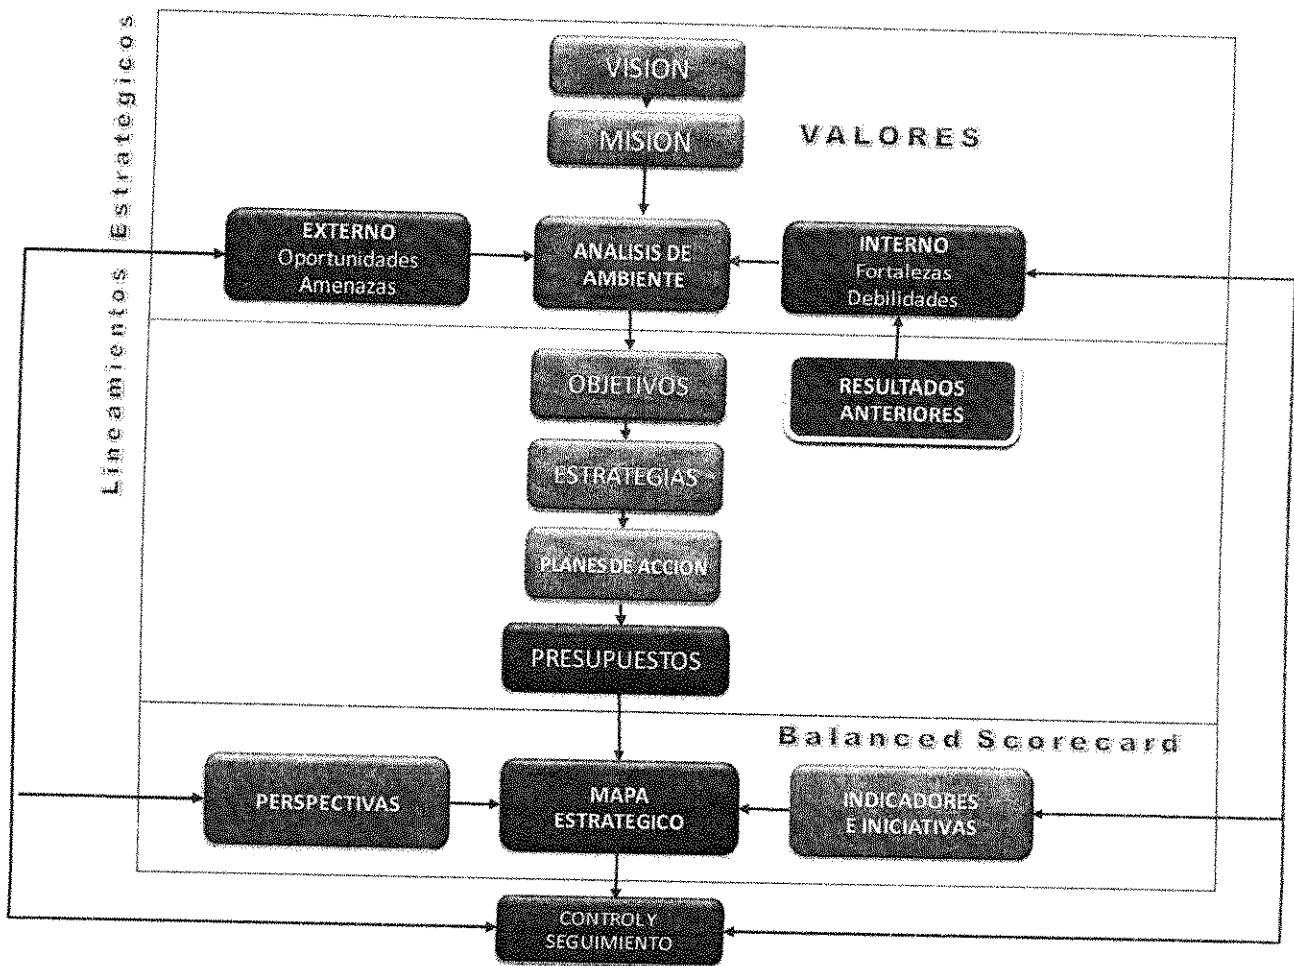 Lineamientos Estrategicos
VISION
MISION
VALORES
EXTERNO
Oportunidades
Amenazas
ANALISIS DE
AMBIENTE
INTERNO
Fortalezas
Debilidades
OBJETIVOS
RESULTADOS
ANTERIORES
ESTRATEGIAS
PLANES DE ACCION
PRESUPUESTOS
Balanced Scorecard
PERSPECTIVAS
MAPA
ESTRATEGICO
INDICADORES
E INICIATIVAS
CONTROL Y
SEGUIMIENTO